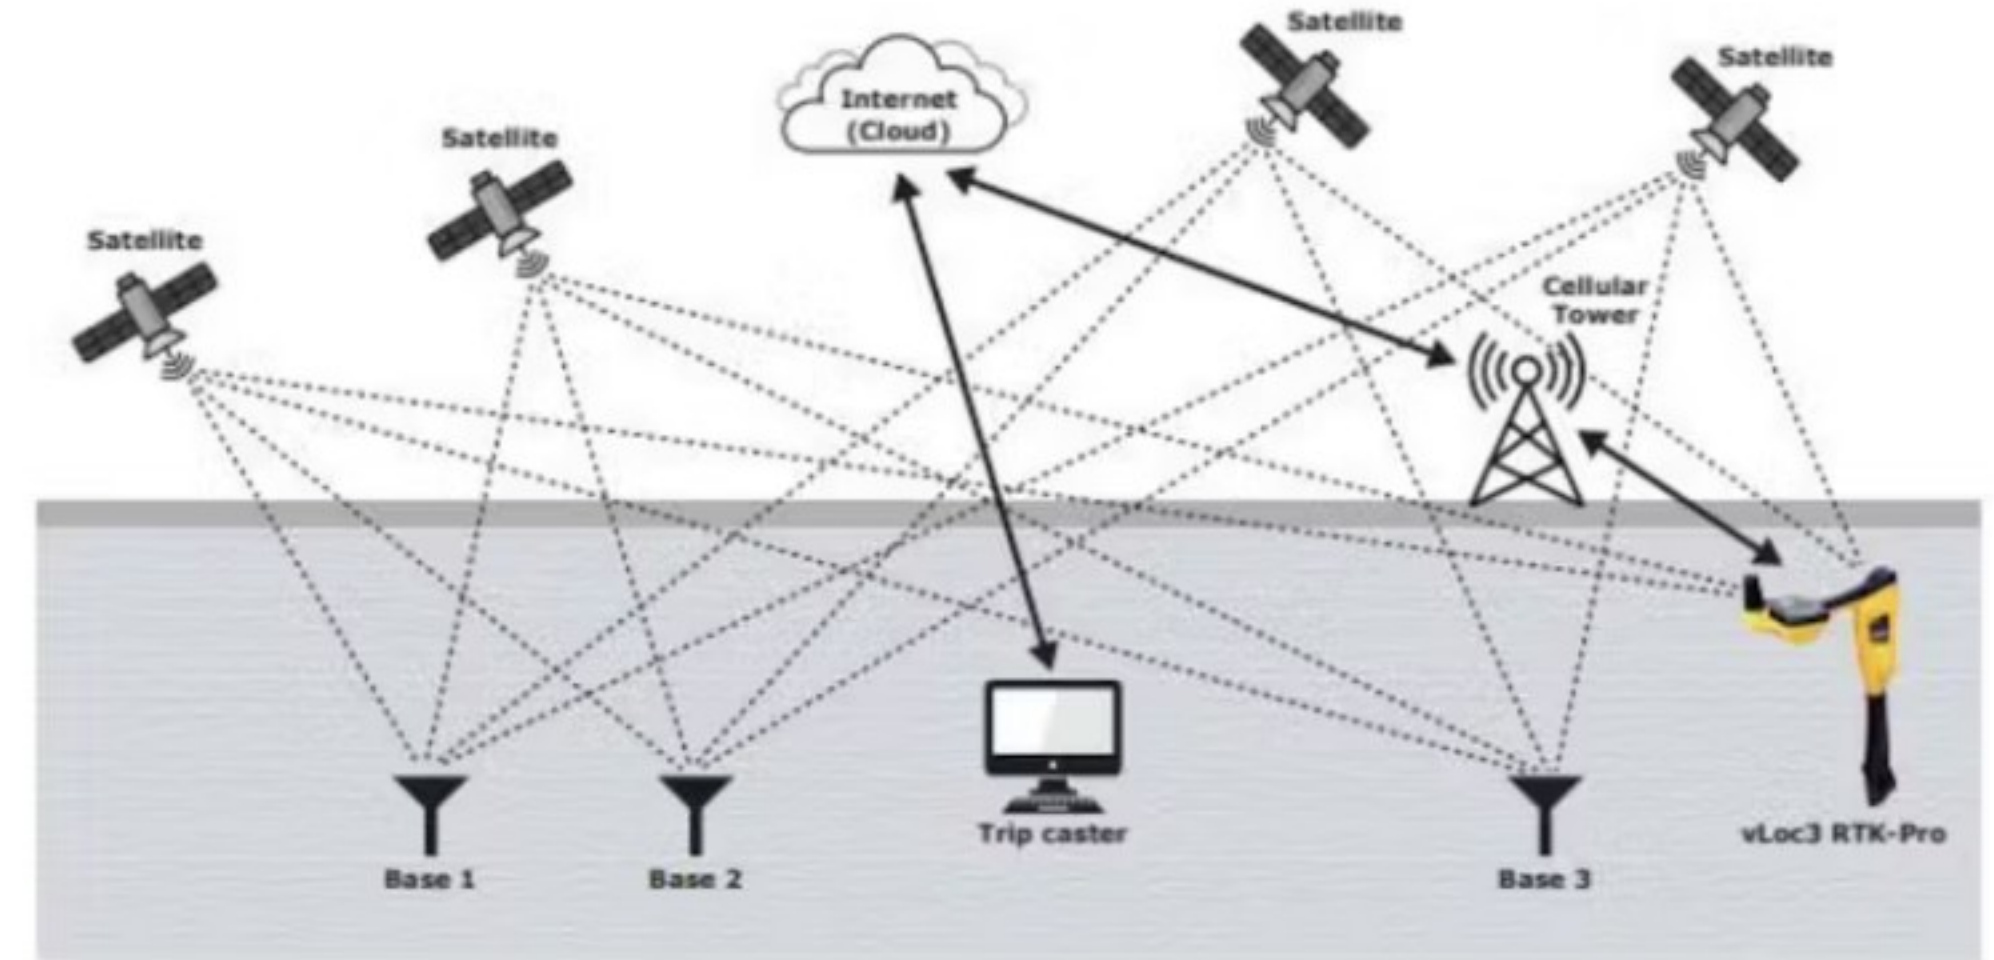 Satellite
Satellite
Satellite
Satellite
Internet
(Cloud)
Cellular
Tower
Trip caster
vLoc3 RTK-Pro
Base 1
Base 2
Base 3